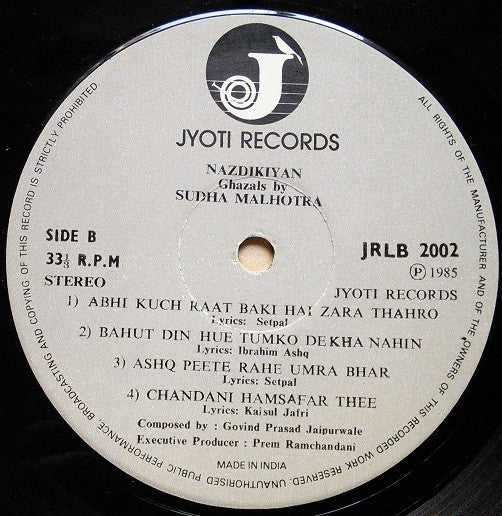 J
JYOTI RECORDS
NAZDIKIYAN
Ghazals by
SUDHA MALHOTRA
SIDE B
33⅓ R.P.M
STEREO
JRLB 2002
Ⓟ 1985
JYOTI RECORDS
1) ABHI KUCH RAAT BAKI HAI ZARA THAHRO
Lyrics: Setpal
2) BAHUT DIN HUE TUMKO DEKHA NAHIN
Lyrics: Ibrahim Ashq
3) ASHQ PEETE RAHE UMRA BHAR
Lyrics: Setpal
4) CHANDANI HAMSAFAR THEE
Lyrics: Kaisul Jafri
Composed by : Govind Prasad Jaipurwale
Executive Producer : Prem Ramchandani
MADE IN INDIA
ALL RIGHTS OF THE MANUFACTURER AND OF THE OWNERS OF THIS RECORDED WORK RESERVED. UNAUTHORISED PUBLIC PERFORMANCE, BROADCASTING AND COPYING OF THIS RECORD IS STRICTLY PROHIBITED.